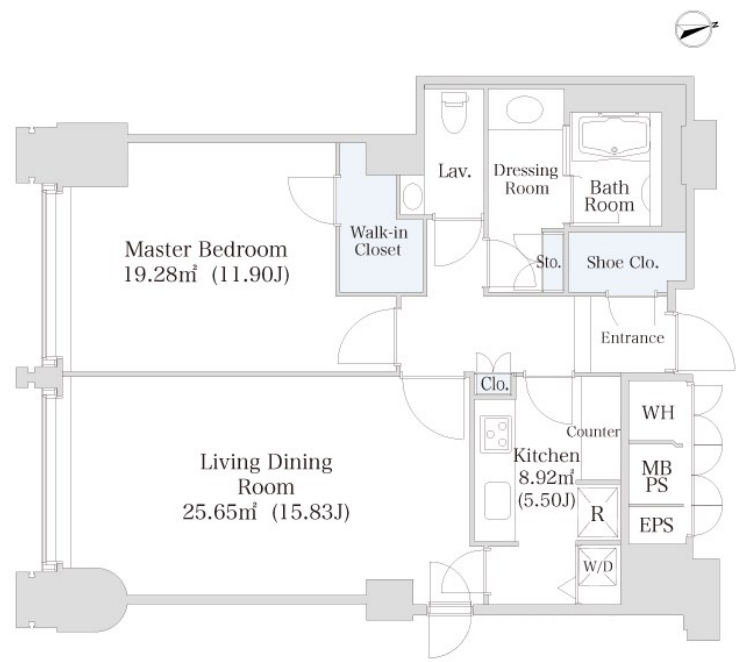 N
Lav.
Dressing
Room
Bath
Room
Walk-in
Closet
Master Bedroom
19.28㎡ (11.90J)
Sto.
Shoe Clo.
Entrance
Clo.
WH
Counter
Living Dining
Room
25.65㎡ (15.83J)
Kitchen
8.92㎡
(5.50J)
MB
PS
R
EPS
W/D